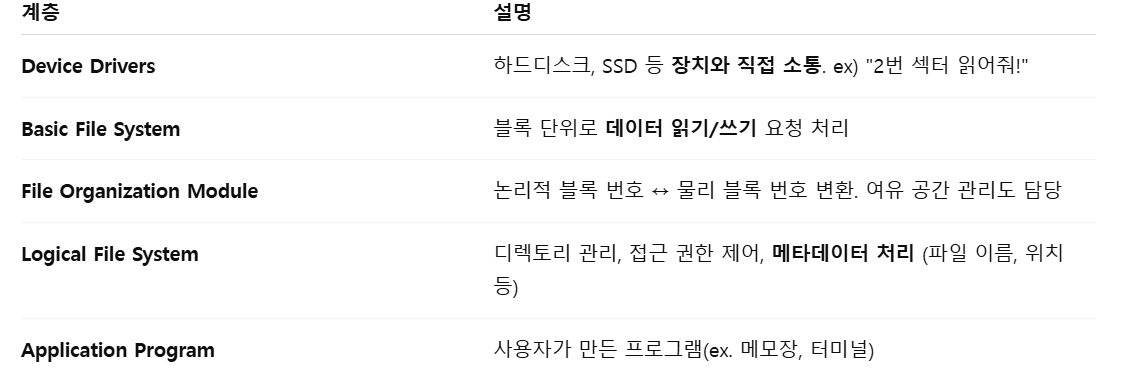 계층 설명
Device Drivers 하드디스크, SSD 등 장치와 직접 소통. ex) "2번 섹터 읽어줘!"
Basic File System 블록 단위로 데이터 읽기/쓰기 요청 처리
File Organization Module 논리적 블록 번호 ↔ 물리 블록 번호 변환. 여유 공간 관리도 담당
Logical File System 디렉토리 관리, 접근 권한 제어, 메타데이터 처리 (파일 이름, 위치
등)
Application Program 사용자가 만든 프로그램(ex. 메모장, 터미널)